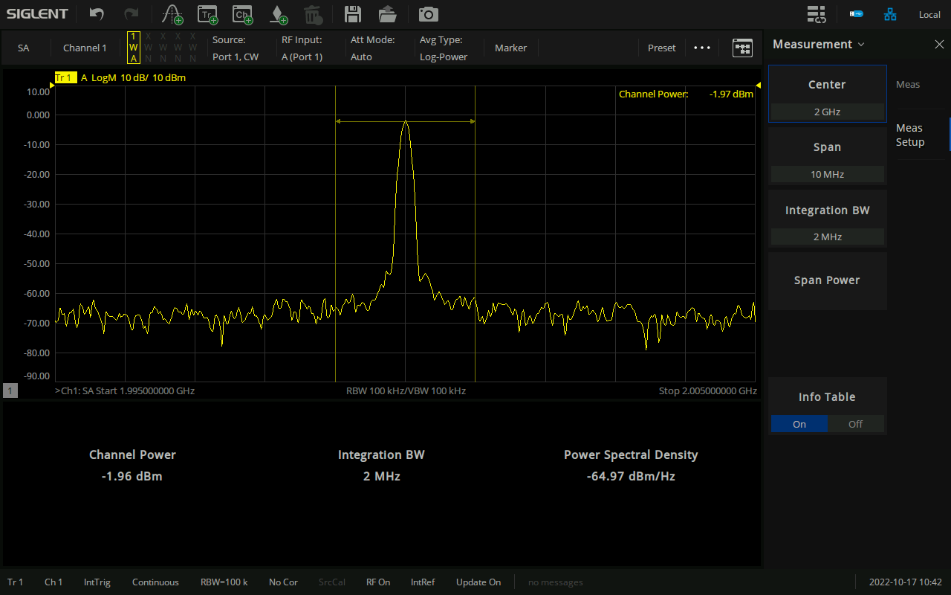 SIGLENT
Tr
Ch
Local
SA
Channel 1
1 X X X X
W W W W W
A N N N N
Source:
Port 1, CW
RF Input:
A (Port 1)
Att Mode:
Auto
Avg Type:
Log-Power
Marker
Preset
Measurement
Tr 1 A LogM 10 dB/ 10 dBm
Channel Power: -1.97 dBm
10.00
0.000
-10.00
-20.00
-30.00
-40.00
-50.00
-60.00
-70.00
-80.00
-90.00
1
>Ch1: SA Start 1.995000000 GHz
RBW 100 kHz/VBW 100 kHz
Stop 2.005000000 GHz
Channel Power
-1.96 dBm
Integration BW
2 MHz
Power Spectral Density
-64.97 dBm/Hz
Center
2 GHz
Span
10 MHz
Integration BW
2 MHz
Span Power
Info Table
On Off
Meas
Meas
Setup
Tr 1 Ch 1 IntTrig Continuous RBW=100 k No Cor SrcCal RF On IntRef Update On no messages 2022-10-17 10:42